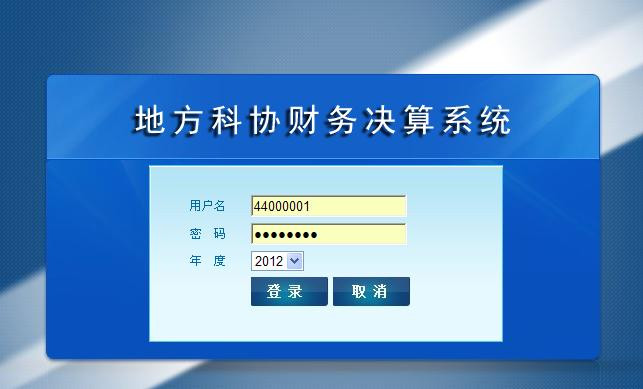 地方科协财务决算系统
用户名 44000001
密 码 ●●●●●●●●
年 度 2012
登 录 取 消